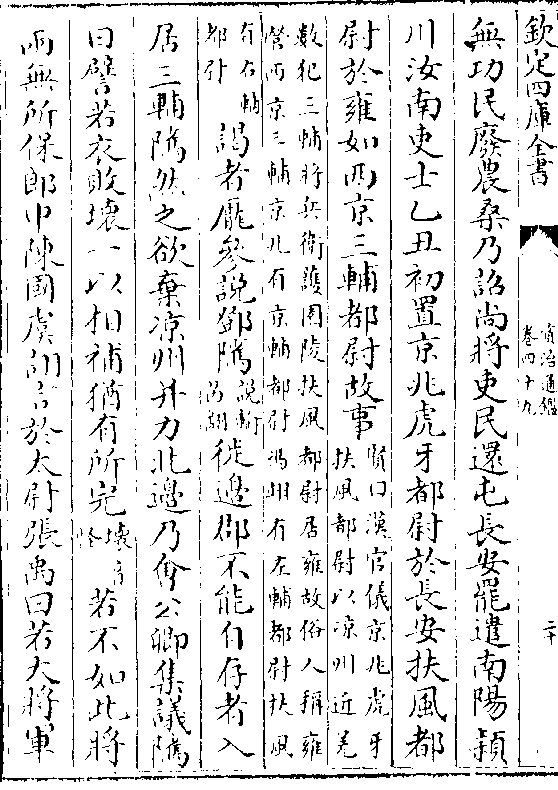 欽定四庫全書
資治通鑑
卷四十九
二十
無功民廢農桑乃詔尚將吏民還屯長安罷遣南陽潁
川汝南吏士乙丑初置京兆虎牙都尉於長安扶風都
尉於雍如西京三輔都尉故事賢曰漢官儀京兆虎牙
扶風都尉以凉州近羌
數犯三輔將兵衛護園陵扶風都尉居雍故俗人稱雍
營西京三輔京兆有京輔都尉馮翊有左輔都尉扶風
有右輔
都尉
謁者龐參說鄧隲說輸
芮翻
徙邊郡不能自存者入
居三輔隲然之欲棄凉州并力北邊乃會公卿集議隲
曰譬若衣敗壞一以相補猶有所完壞音
怪
若不如此將
兩無所保郎中陳國虞詡言於太尉張禹曰若大將軍